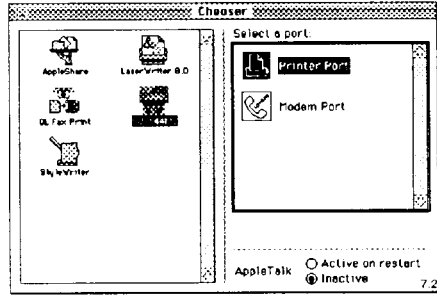 Chooser
AppleShare
LaserWriter 8.0
QL Fax Print
StyleWriter
Select a port:
Printer Port
Modem Port
AppleTalk
Active on restart
Inactive
7.2